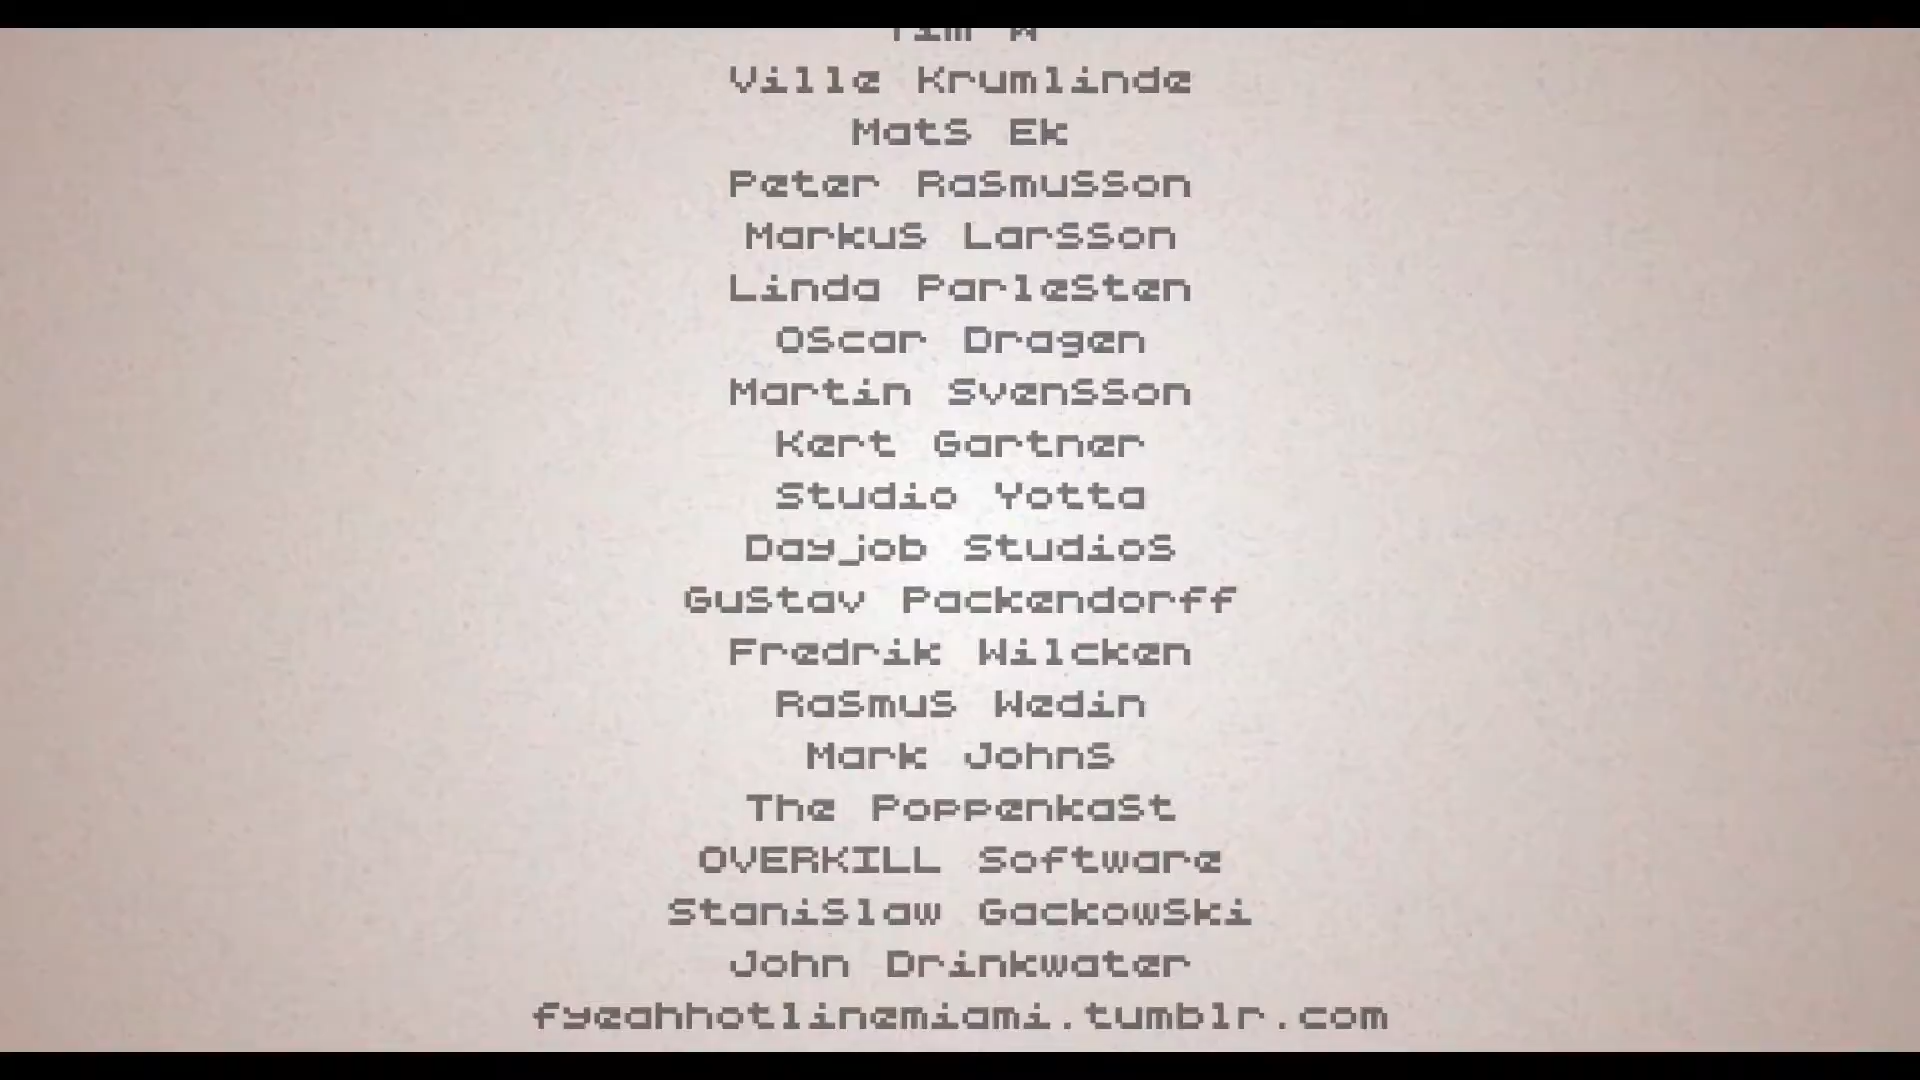 Tim W
Ville Krumlinde
Mats Ek
Peter Rasmusson
Markus Larsson
Linda Parlesten
Oscar Dragen
Martin Svensson
Kert Gartner
Studio Yotta
Dayjob Studios
Gustav Packendorff
Fredrik Wilcken
Rasmus Wedin
Mark Johns
The Poppenkast
OVERKILL Software
Stanislaw Gackowski
John Drinkwater
fyeahhotlinemiami.tumblr.com